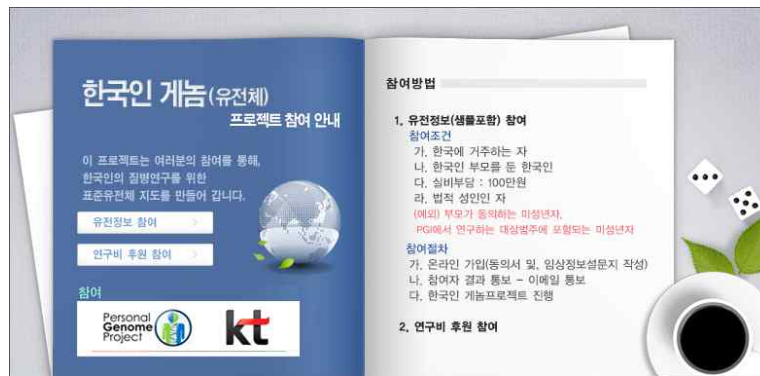 한국인 게놈(유전체)
프로젝트 참여 안내
이 프로젝트는 여러분의 참여를 통해,
한국인의 질병연구를 위한
표준유전체 지도를 만들어 갑니다.
유전정보 참여
연구비 후원 참여
참여
Personal
Genome
Project
kt
참여방법
1. 유전정보(샘플포함) 참여
참여조건
가. 한국에 거주하는 자
나. 한국인 부모를 둔 한국인
다. 실비부담 : 100만원
라. 법적 성인인 자
(예외) 부모가 동의하는 미성년자,
PGI에서 연구하는 대상범주에 포함되는 미성년자
참여절차
가. 온라인 가입(동의서 및, 임상정보설문지 작성)
나. 참여자 결과 통보 - 이메일 통보
다. 한국인 게놈프로젝트 진행
2. 연구비 후원 참여